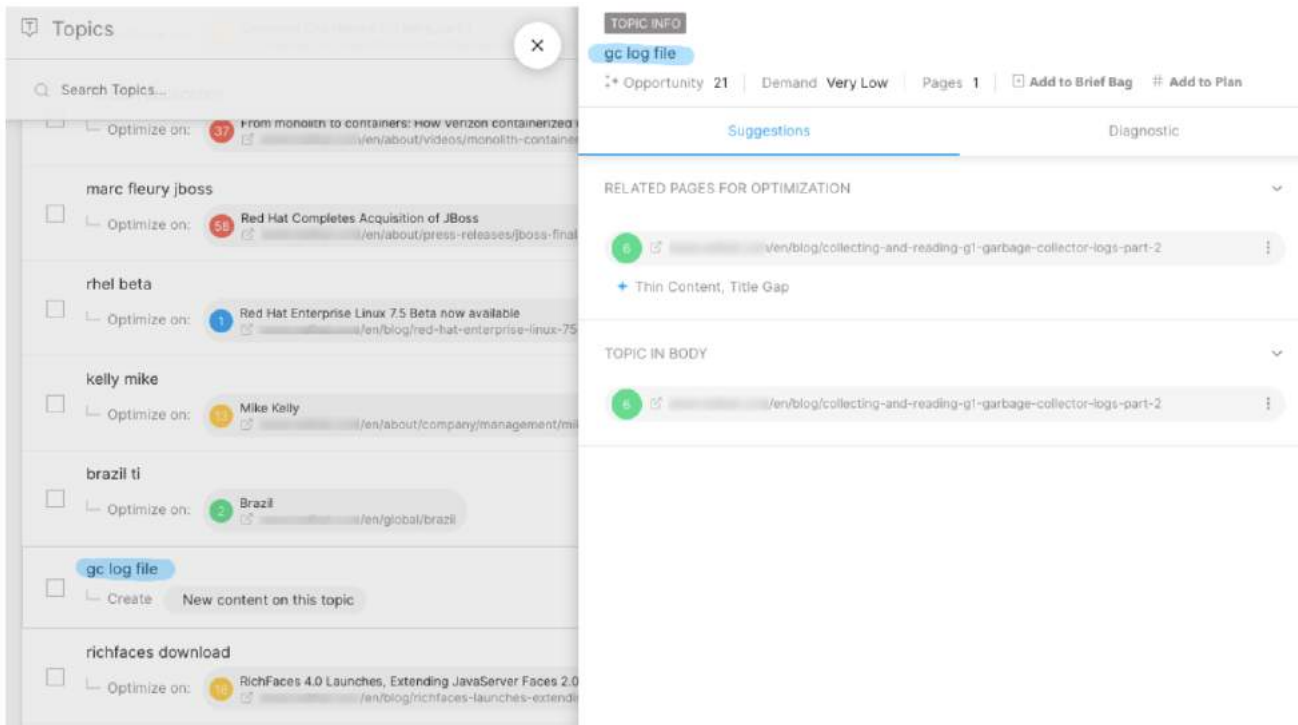 Topics
Search Topics...
Optimize on: 37 From monolith to containers: How Verizon containerized
/en/about/videos/monolith-container
marc fleury jboss
Optimize on: 58 Red Hat Completes Acquisition of JBoss
/en/about/press-releases/jboss-final
rhel beta
Optimize on: 1 Red Hat Enterprise Linux 7.5 Beta now available
/en/blog/red-hat-enterprise-linux-75
kelly mike
Optimize on: 13 Mike Kelly
/en/about/company/management/mik
brazil ti
Optimize on: 2 Brazil
/en/global/brazil
gc log file
Create New content on this topic
richfaces download
Optimize on: RichFaces 4.0 Launches, Extending JavaServer Faces 2.0
/en/blog/richfaces-launches-extendi
TOPIC INFO
gc log file
Opportunity 21 Demand Very Low Pages 1 Add to Brief Bag # Add to Plan
Suggestions Diagnostic
RELATED PAGES FOR OPTIMIZATION
6 /en/blog/collecting-and-reading-g1-garbage-collector-logs-part-2
Thin Content, Title Gap
TOPIC IN BODY
6 /en/blog/collecting-and-reading-g1-garbage-collector-logs-part-2